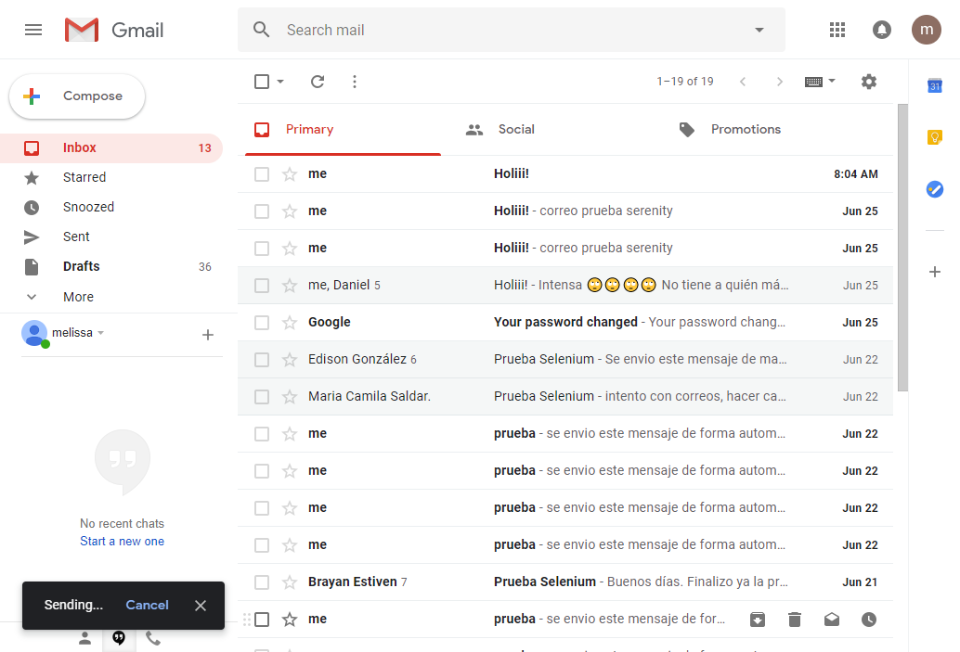 Gmail
Search mail
m
Compose
1–19 of 19
31
Primary
Social
Promotions
Inbox 13
Starred
Snoozed
Sent
Drafts 36
More
melissa
No recent chats
Start a new one
Sending... Cancel
me Holiii! 8:04 AM
me Holiii! - correo prueba serenity Jun 25
me Holiii! - correo prueba serenity Jun 25
me, Daniel 5 Holiii! - Intensa 🙄🙄🙄🙄 No tiene a quién má… Jun 25
Google Your password changed - Your password chang… Jun 25
Edison González 6 Prueba Selenium - Se envio este mensaje de ma… Jun 22
Maria Camila Saldar. Prueba Selenium - intento con correos, hacer ca… Jun 22
me prueba - se envio este mensaje de forma autom… Jun 22
me prueba - se envio este mensaje de forma autom… Jun 22
me prueba - se envio este mensaje de forma autom… Jun 22
me prueba - se envio este mensaje de forma autom… Jun 22
Brayan Estiven 7 Prueba Selenium - Buenos días. Finalizo ya la pr… Jun 21
me prueba - se envio este mensaje de for…